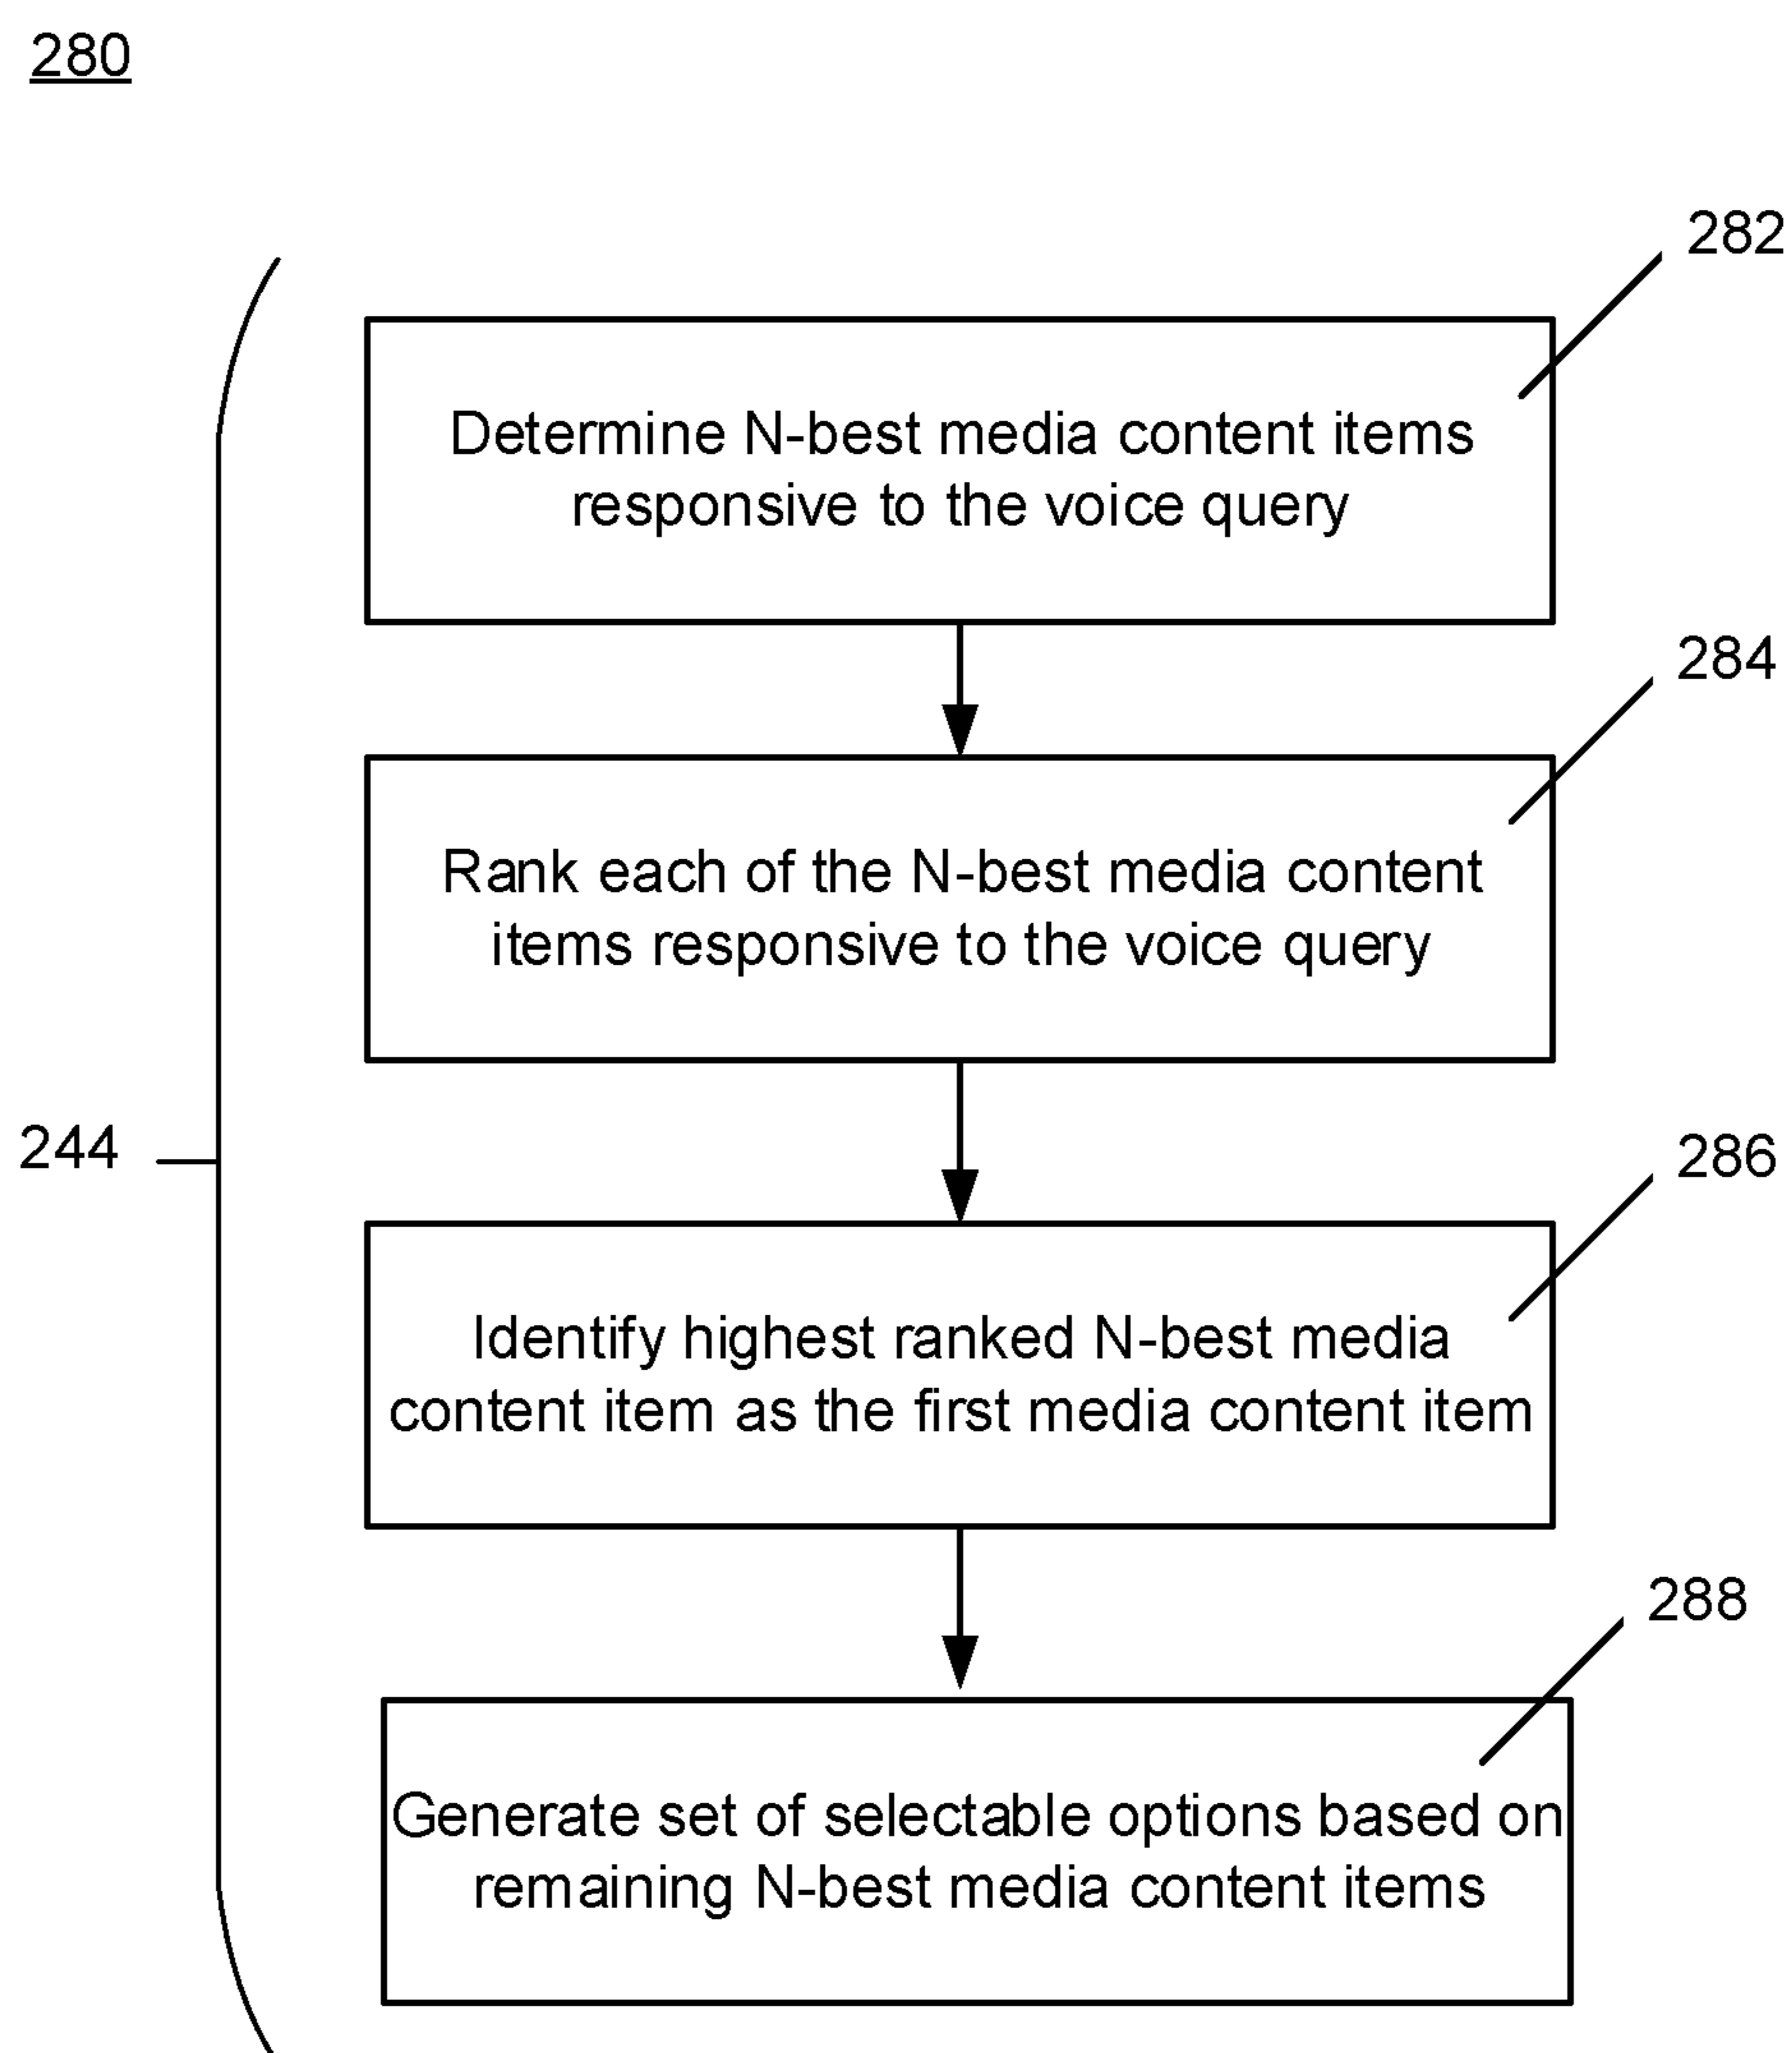 280
282
Determine N-best media content items
responsive to the voice query
284
Rank each of the N-best media content
items responsive to the voice query
244
286
Identify highest ranked N-best media
content item as the first media content item
288
Generate set of selectable options based on
remaining N-best media content items